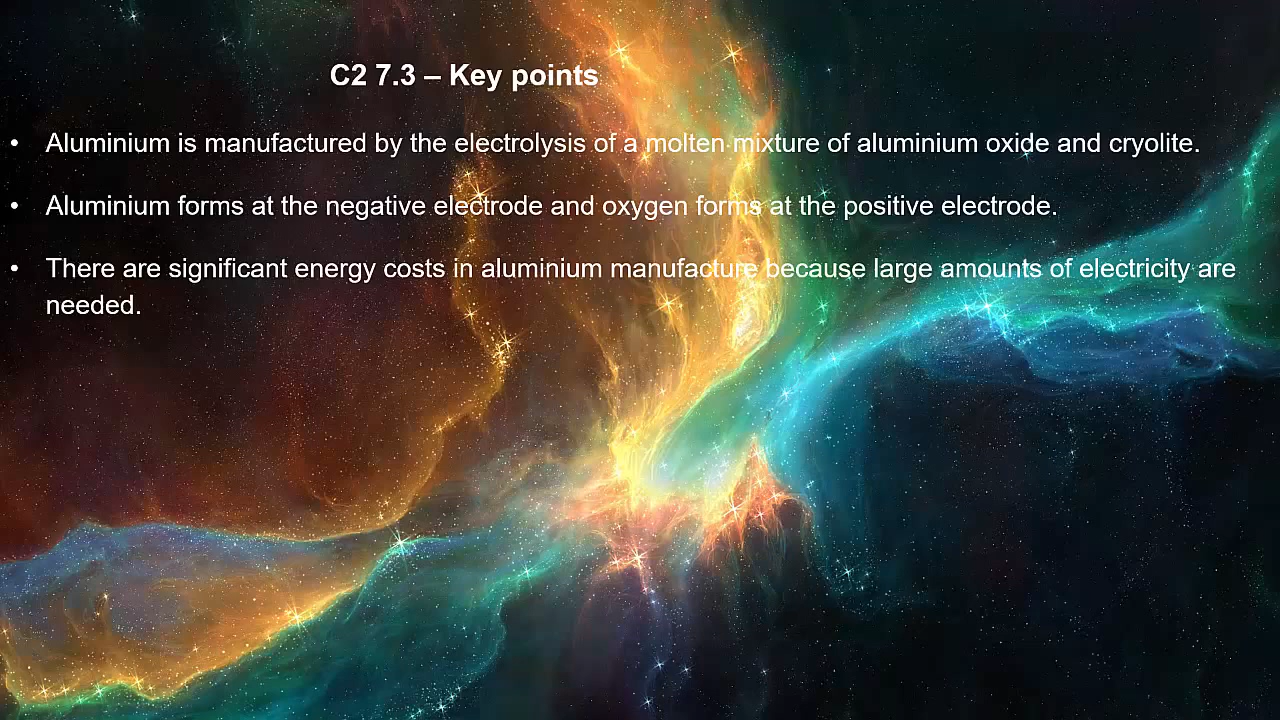 C2 7.3 – Key points
• Aluminium is manufactured by the electrolysis of a molten mixture of aluminium oxide and cryolite.
• Aluminium forms at the negative electrode and oxygen forms at the positive electrode.
• There are significant energy costs in aluminium manufacture because large amounts of electricity are
needed.